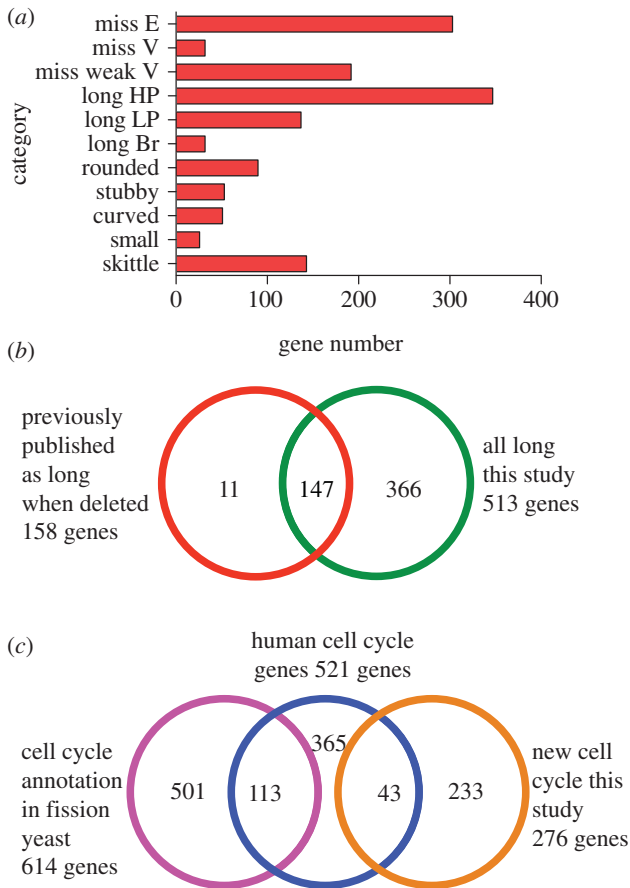 (a)
category
miss E
miss V
miss weak V
long HP
long LP
long Br
rounded
stubby
curved
small
skittle
0 100 200 300 400
gene number
(b)
previously
published
as long
when deleted
158 genes
11 147 366
all long
this study
513 genes
(c)
human cell cycle
genes 521 genes
cell cycle
annotation
in fission
yeast
614 genes
501 113 365 43 233
new cell
cycle this
study
276 genes